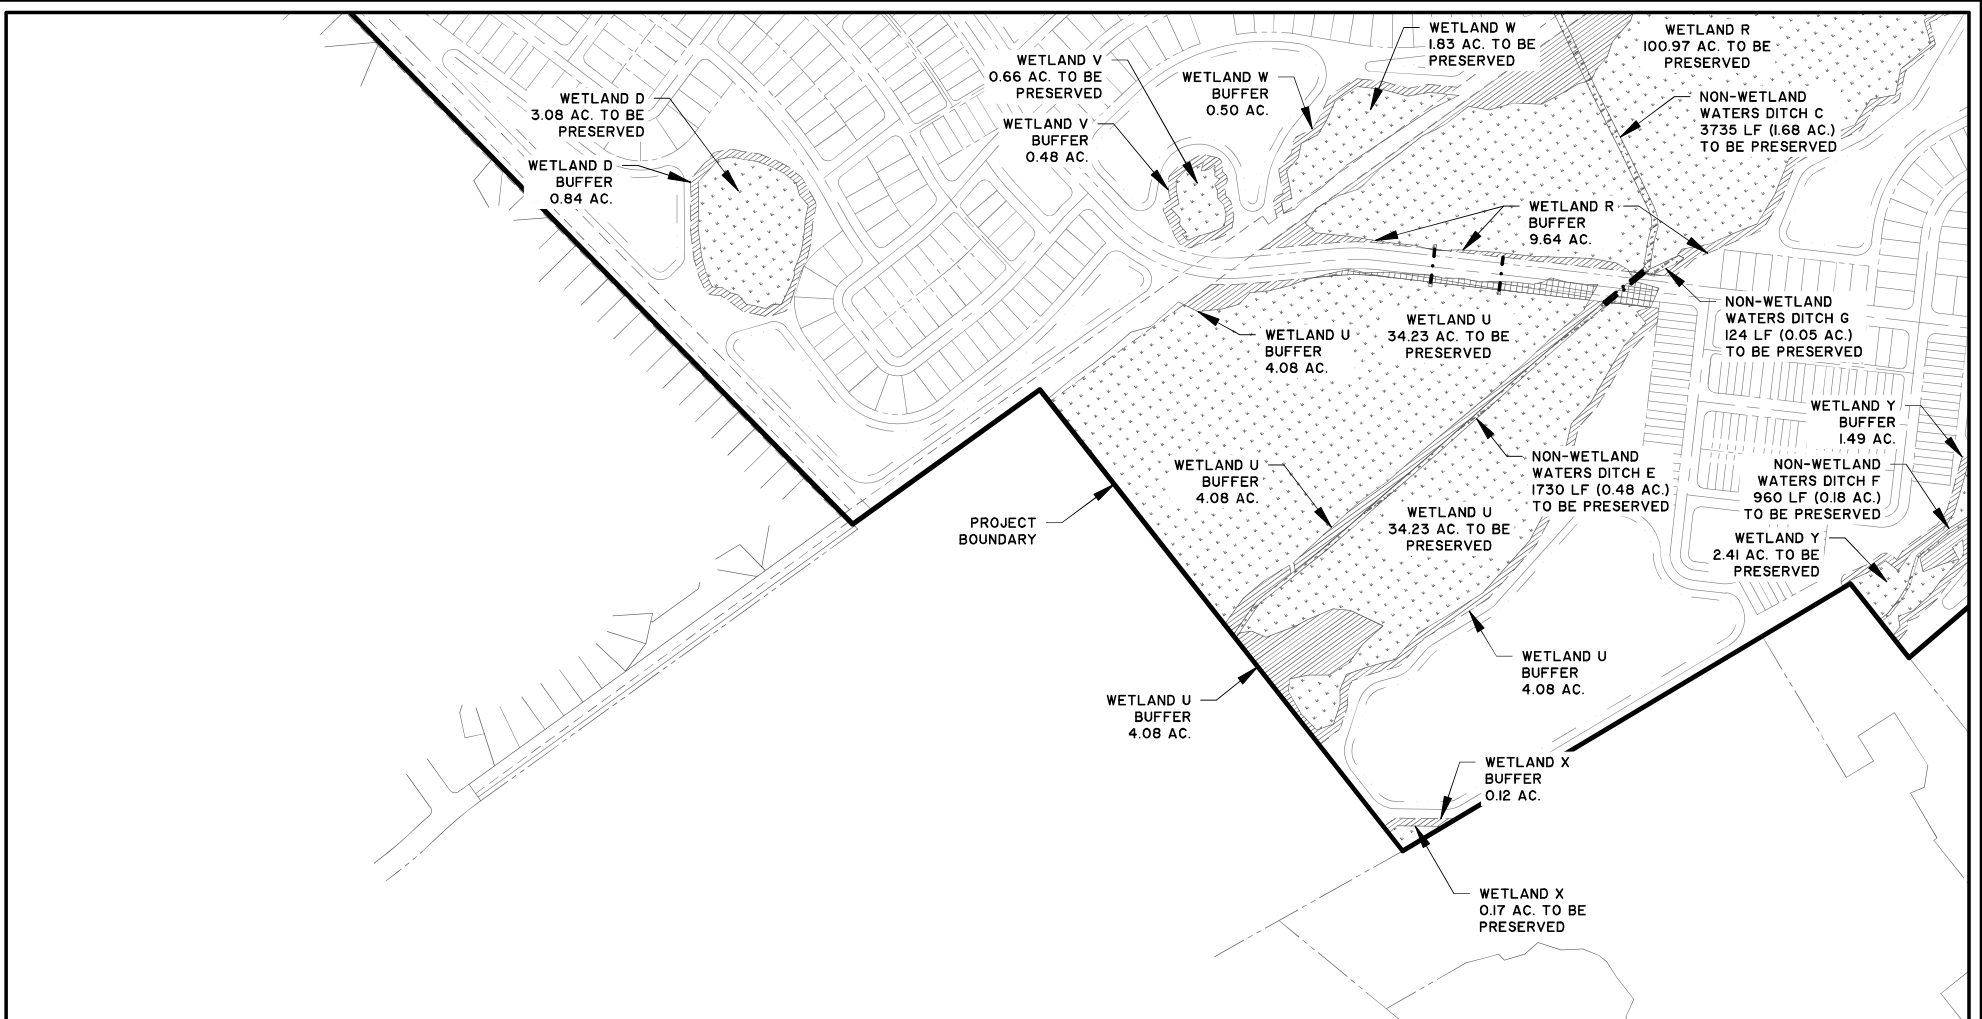 WETLAND W
1.83 AC. TO BE
PRESERVED
WETLAND R
100.97 AC. TO BE
PRESERVED
WETLAND V
0.66 AC. TO BE
PRESERVED
WETLAND W
BUFFER
0.50 AC.
WETLAND D
3.08 AC. TO BE
PRESERVED
NON-WETLAND
WATERS DITCH C
3735 LF (1.68 AC.)
TO BE PRESERVED
WETLAND V
BUFFER
0.48 AC.
WETLAND D
BUFFER
0.84 AC.
WETLAND R
BUFFER
9.64 AC.
NON-WETLAND
WATERS DITCH G
124 LF (0.05 AC.)
TO BE PRESERVED
WETLAND U
BUFFER
4.08 AC.
WETLAND U
34.23 AC. TO BE
PRESERVED
WETLAND Y
BUFFER
1.49 AC.
WETLAND U
BUFFER
4.08 AC.
NON-WETLAND
WATERS DITCH E
1730 LF (0.48 AC.)
TO BE PRESERVED
NON-WETLAND
WATERS DITCH F
960 LF (0.18 AC.)
TO BE PRESERVED
PROJECT
BOUNDARY
WETLAND U
34.23 AC. TO BE
PRESERVED
WETLAND Y
2.41 AC. TO BE
PRESERVED
WETLAND U
BUFFER
4.08 AC.
WETLAND U
BUFFER
4.08 AC.
WETLAND X
BUFFER
0.12 AC.
WETLAND X
0.17 AC. TO BE
PRESERVED